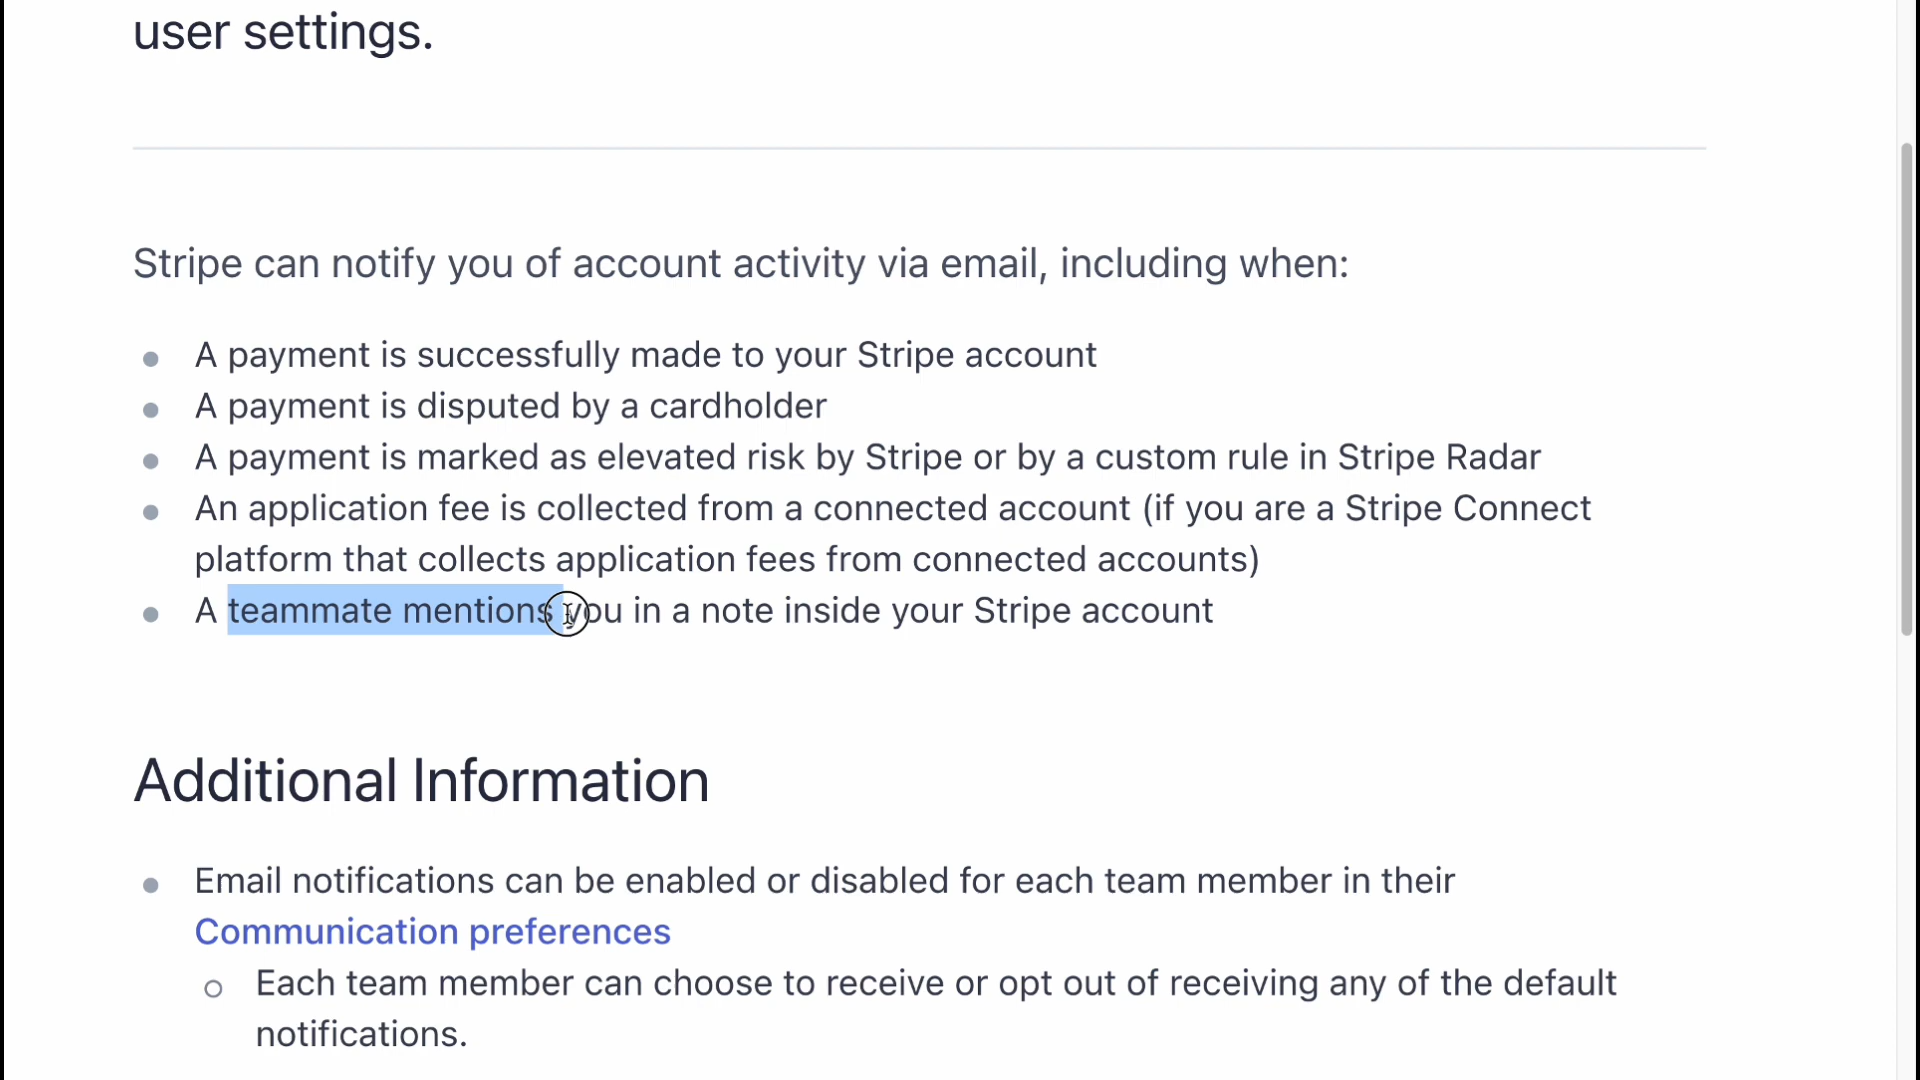 user settings.
Stripe can notify you of account activity via email, including when:
A payment is successfully made to your Stripe account
A payment is disputed by a cardholder
A payment is marked as elevated risk by Stripe or by a custom rule in Stripe Radar
An application fee is collected from a connected account (if you are a Stripe Connect
platform that collects application fees from connected accounts)
A teammate mentions you in a note inside your Stripe account
Additional Information
Email notifications can be enabled or disabled for each team member in their
Communication preferences
Each team member can choose to receive or opt out of receiving any of the default
notifications.